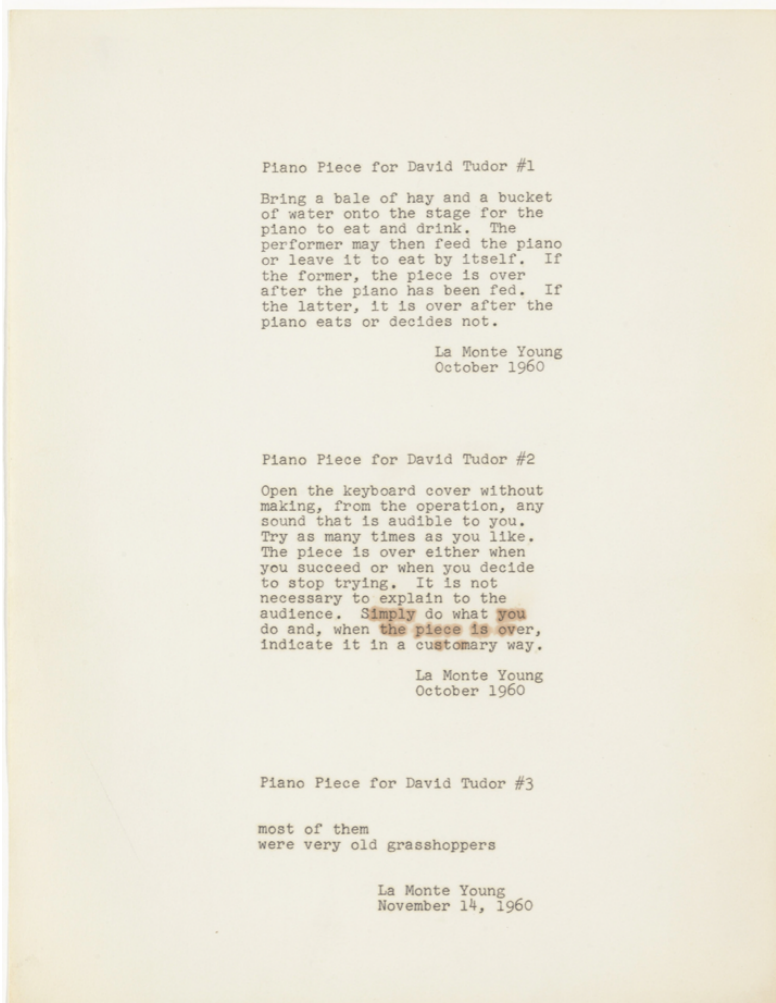 Piano Piece for David Tudor #1
Bring a bale of hay and a bucket
of water onto the stage for the
piano to eat and drink.  The
performer may then feed the piano
or leave it to eat by itself.  If
the former, the piece is over
after the piano has been fed.  If
the latter, it is over after the
piano eats or decides not.
La Monte Young
October 1960
Piano Piece for David Tudor #2
Open the keyboard cover without
making, from the operation, any
sound that is audible to you.
Try as many times as you like.
The piece is over either when
you succeed or when you decide
to stop trying.  It is not
necessary to explain to the
audience.  Simply do what you
do and, when the piece is over,
indicate it in a customary way.
La Monte Young
October 1960
Piano Piece for David Tudor #3
most of them
were very old grasshoppers
La Monte Young
November 14, 1960